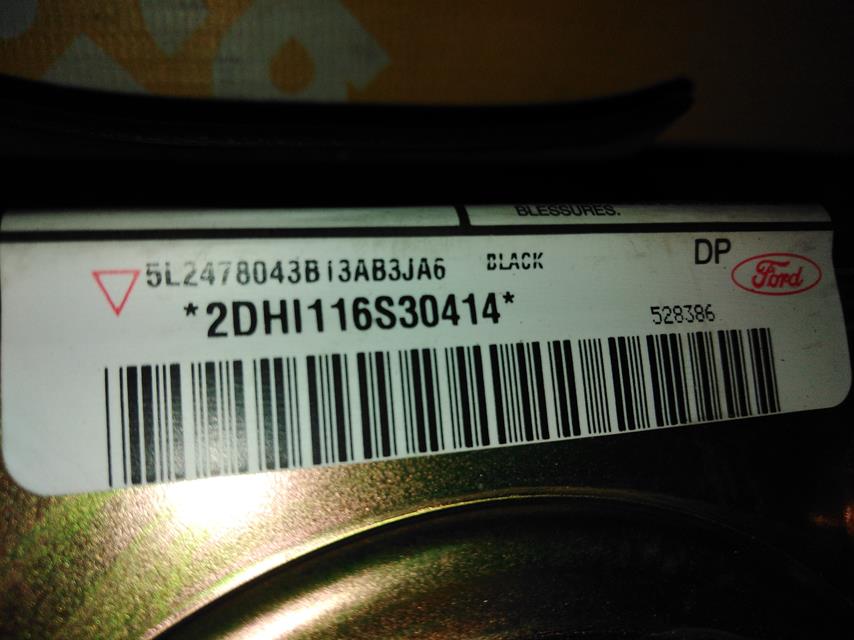 BLESSURES.
5L2478043B13AB3JA6 BLACK DP Ford
*2DHI116S30414* 528386